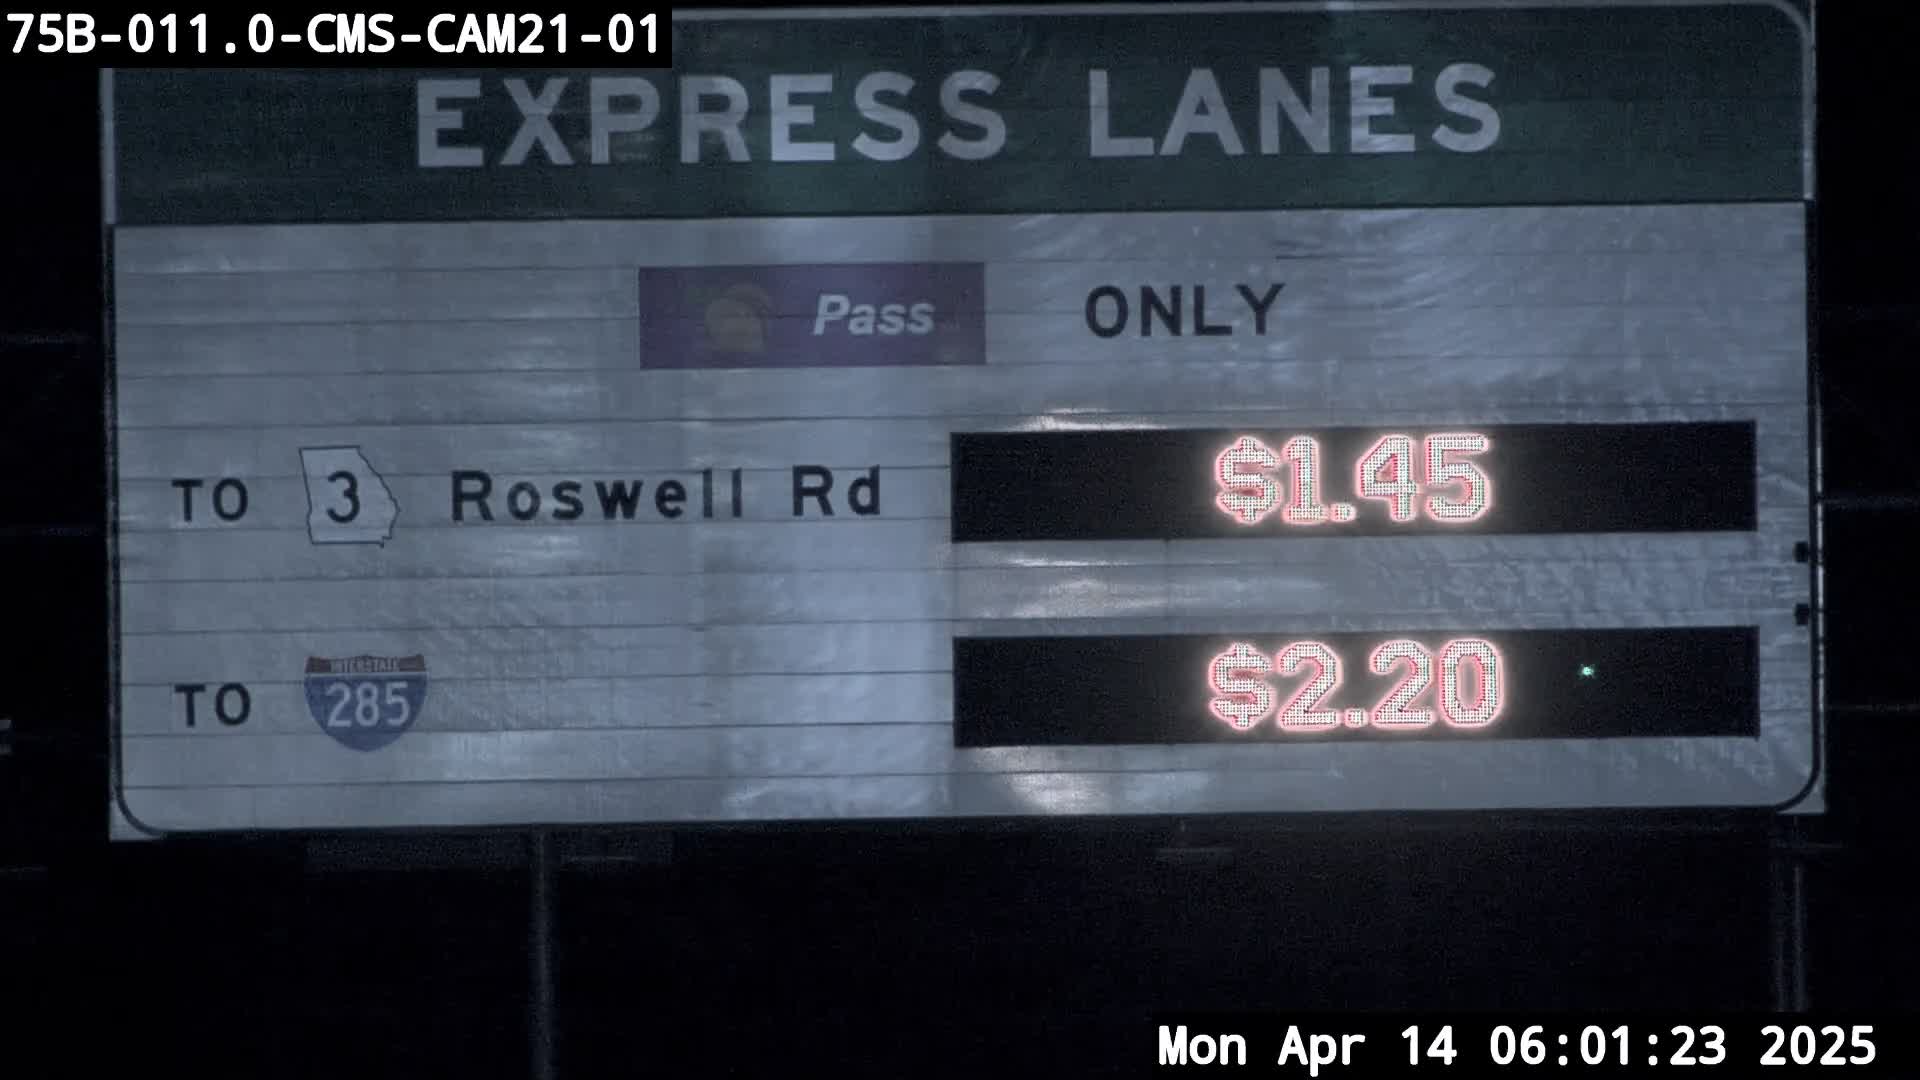 75B-011.0-CMS-CAM21-01
EXPRESS LANES
Pass ONLY
TO 3 Roswell Rd $1.45
TO INTERSTATE 285 $2.20
Mon Apr 14 06:01:23 2025